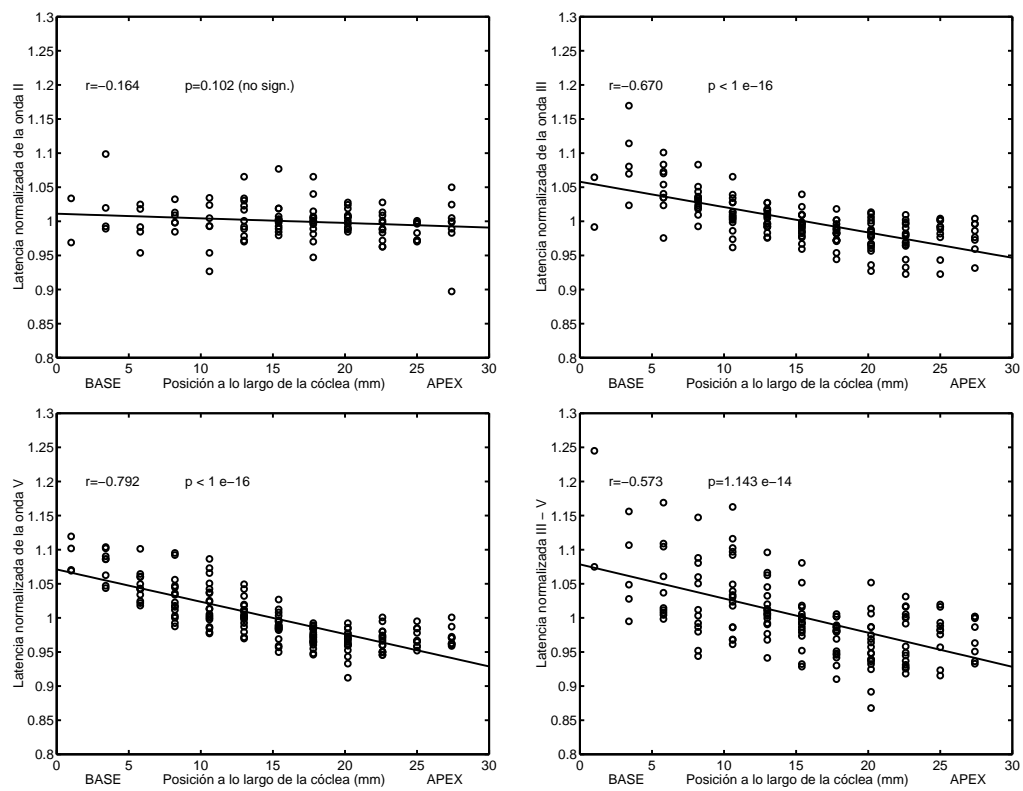 1.3
1.25
1.2
1.15
1.1
1.05
1
0.95
0.9
0.85
0.8
Latencia normalizada de la onda II
r=−0.164 p=0.102 (no sign.)
0 5 10 15 20 25 30
BASE Posición a lo largo de la cóclea (mm) APEX
1.3
1.25
1.2
1.15
1.1
1.05
1
0.95
0.9
0.85
0.8
Latencia normalizada de la onda III
r=−0.670 p < 1 e−16
0 5 10 15 20 25 30
BASE Posición a lo largo de la cóclea (mm) APEX
1.3
1.25
1.2
1.15
1.1
1.05
1
0.95
0.9
0.85
0.8
Latencia normalizada de la onda V
r=−0.792 p < 1 e−16
0 5 10 15 20 25 30
BASE Posición a lo largo de la cóclea (mm) APEX
1.3
1.25
1.2
1.15
1.1
1.05
1
0.95
0.9
0.85
0.8
Latencia normalizada III − V
r=−0.573 p=1.143 e−14
0 5 10 15 20 25 30
BASE Posición a lo largo de la cóclea (mm) APEX